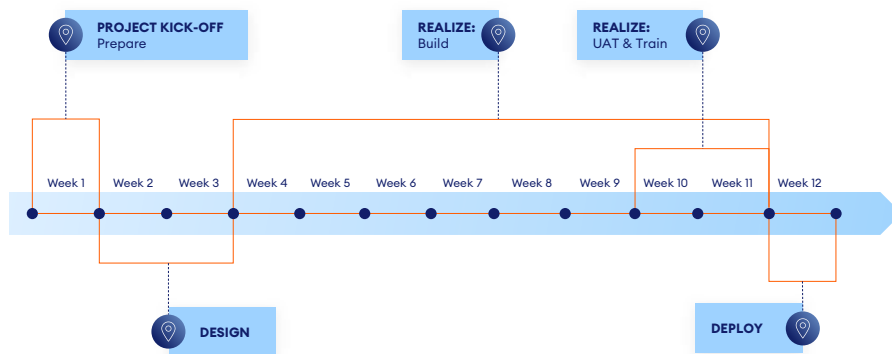 PROJECT KICK-OFF
Prepare
REALIZE:
Build
REALIZE:
UAT & Train
Week 1
Week 2
Week 3
Week 4
Week 5
Week 6
Week 7
Week 8
Week 9
Week 10
Week 11
Week 12
DESIGN
DEPLOY